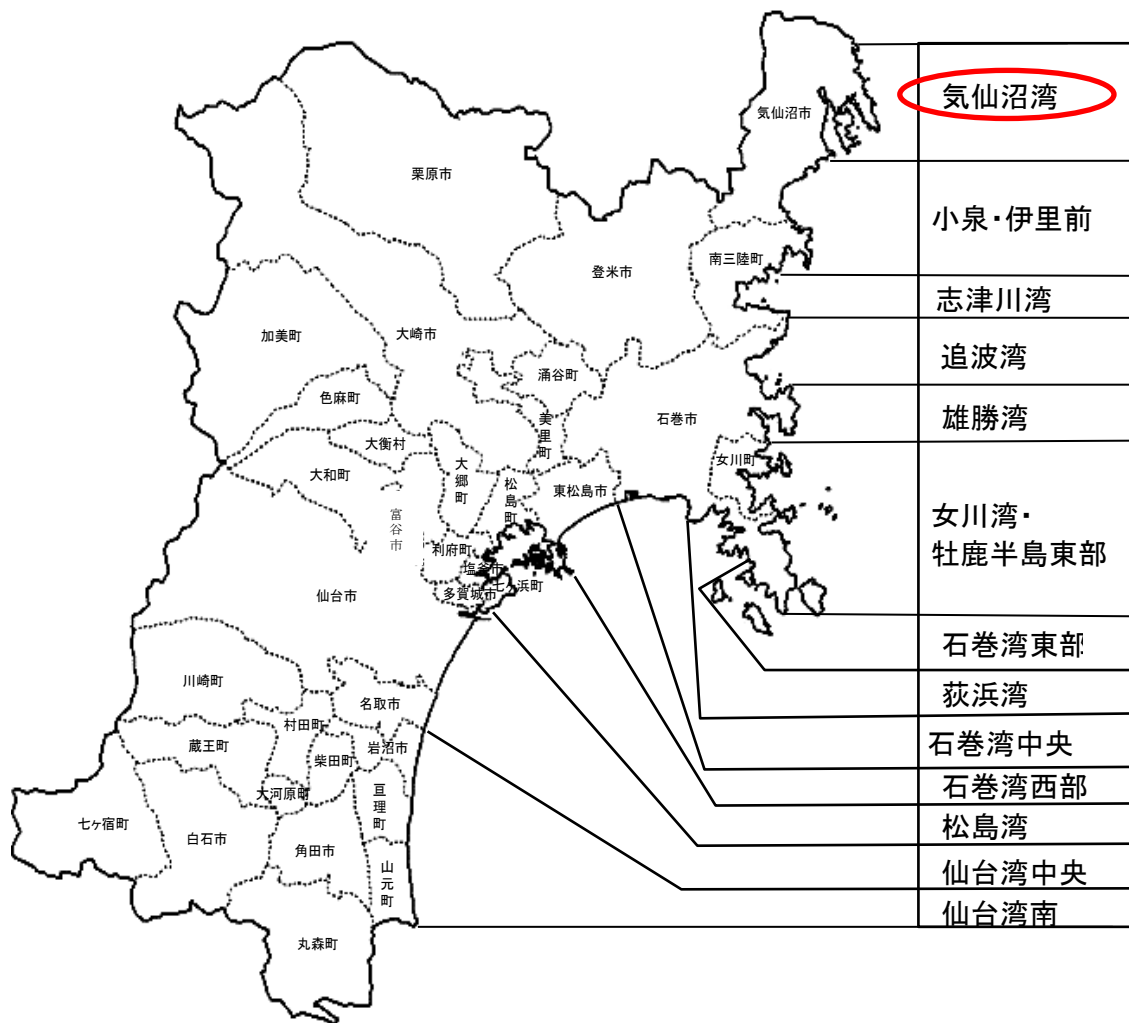 気仙沼市
栗原市
登米市
南三陸町
加美町
大崎市
涌谷町
色麻町
美里町
石巻市
大衡村
女川町
大和町
大郷町
松島町
東松島市
富谷市
利府町
塩釜市
七ヶ浜町
多賀城市
仙台市
川崎町
名取市
村田町
蔵王町
岩沼市
柴田町
大河原町
亘理町
七ヶ宿町
白石市
角田市
山元町
丸森町
気仙沼湾
小泉・伊里前
志津川湾
追波湾
雄勝湾
女川湾・
牡鹿半島東部
石巻湾東部
荻浜湾
石巻湾中央
石巻湾西部
松島湾
仙台湾中央
仙台湾南